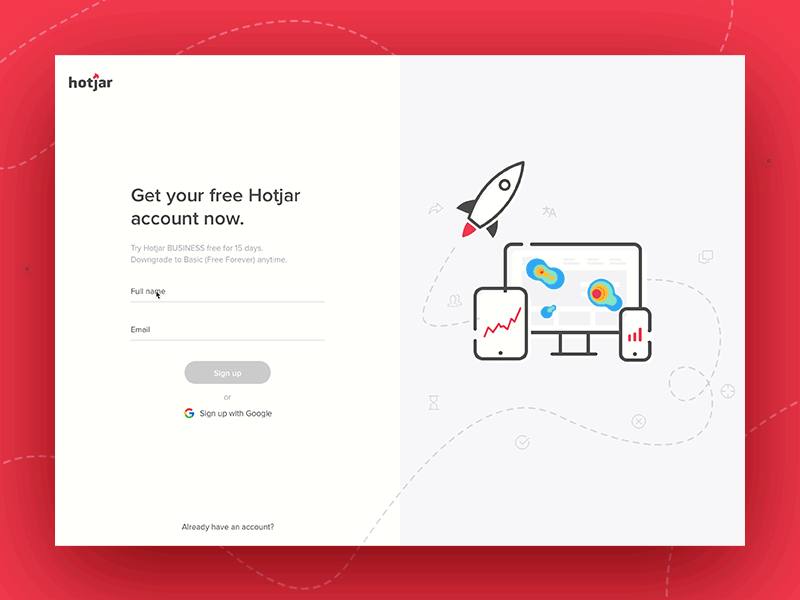 hotjar
Get your free Hotjar
account now.
Try Hotjar BUSINESS free for 15 days.
Downgrade to Basic (Free Forever) anytime.
Full name
Email
Sign up
or
Sign up with Google
Already have an account?